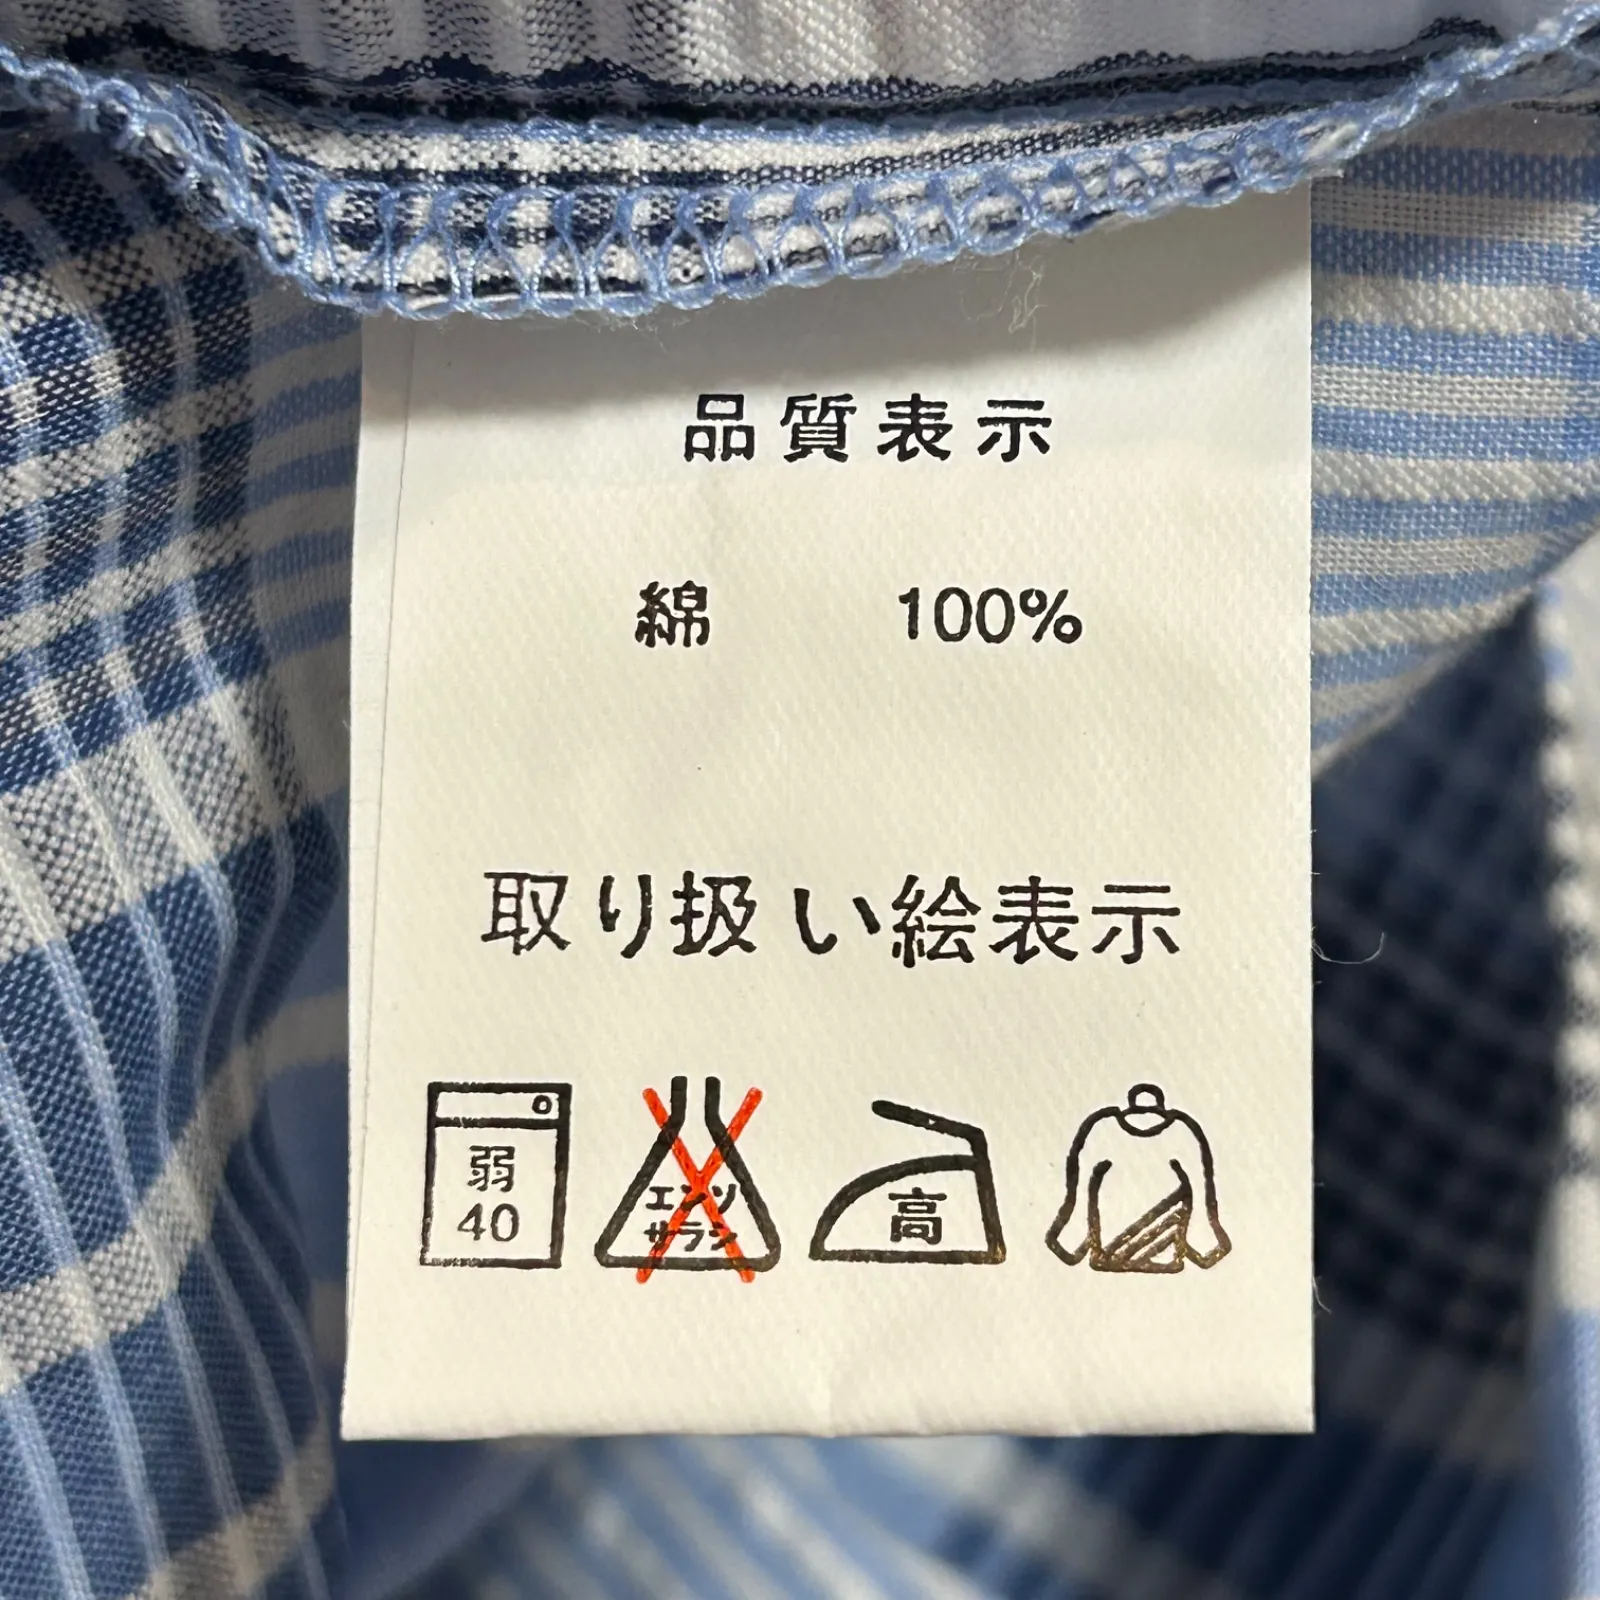 品質表示
綿 100%
取り扱い絵表示
弱
40
エンソ
サラシ
高